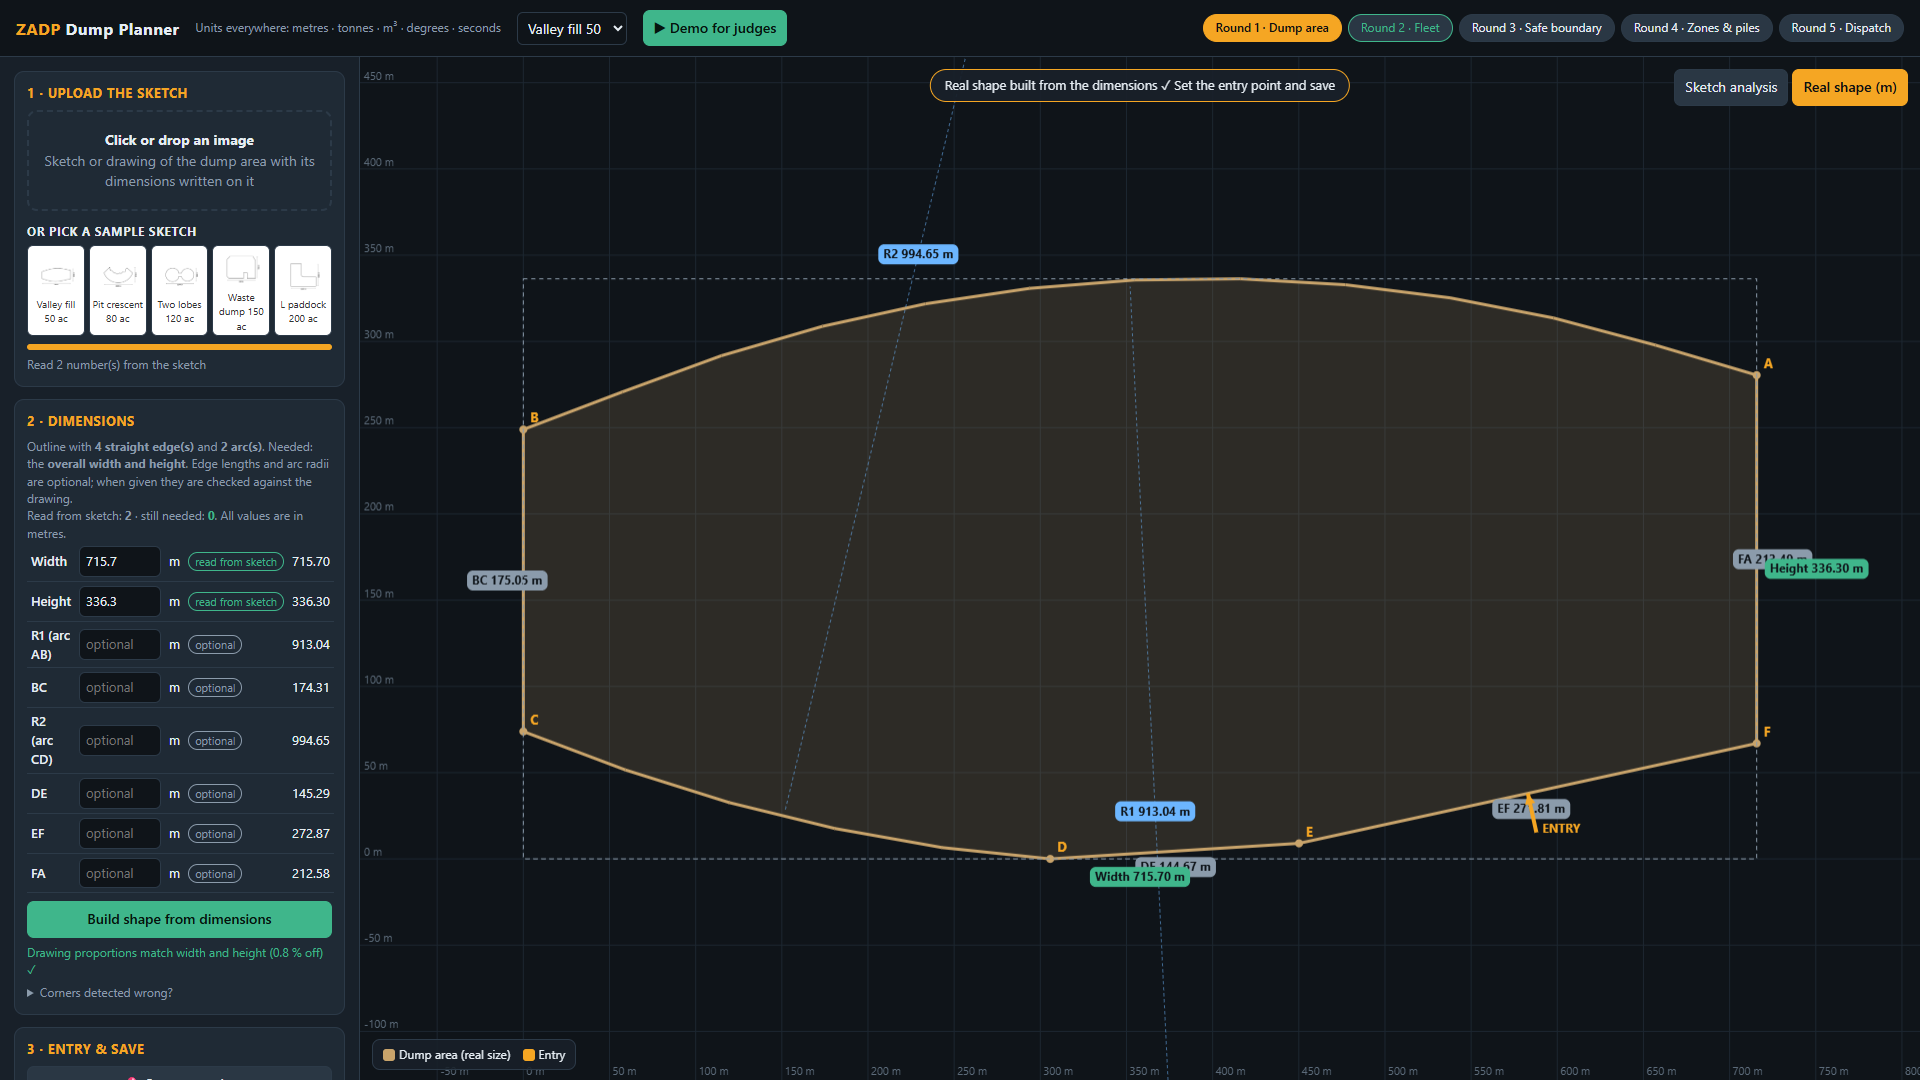 ZADP Dump Planner
Units everywhere: metres · tonnes · m³ · degrees · seconds
Valley fill 50
▶ Demo for judges
Round 1 · Dump area
Round 2 · Fleet
Round 3 · Safe boundary
Round 4 · Zones & piles
Round 5 · Dispatch
1 · UPLOAD THE SKETCH
Click or drop an image
Sketch or drawing of the dump area with its
dimensions written on it
OR PICK A SAMPLE SKETCH
Valley fill
50 ac
Pit crescent
80 ac
Two lobes
120 ac
Waste
dump 150
ac
L paddock
200 ac
Read 2 number(s) from the sketch
2 · DIMENSIONS
Outline with 4 straight edge(s) and 2 arc(s). Needed:
the overall width and height. Edge lengths and arc radii
are optional; when given they are checked against the
drawing.
Read from sketch: 2 · still needed: 0. All values are in
metres.
Width 715.7 m read from sketch 715.70
Height 336.3 m read from sketch 336.30
R1 (arc
AB) optional m optional 913.04
BC optional m optional 174.31
R2
(arc
CD) optional m optional 994.65
DE optional m optional 145.29
EF optional m optional 272.87
FA optional m optional 212.58
Build shape from dimensions
Drawing proportions match width and height (0.8 % off)
✓
▶ Corners detected wrong?
3 · ENTRY & SAVE
Real shape built from the dimensions ✓ Set the entry point and save
Sketch analysis
Real shape (m)
450 m
400 m
350 m
300 m
250 m
200 m
150 m
100 m
50 m
0 m
-50 m
-100 m
R2 994.65 m
A
B
BC 175.05 m
FA 213.40 m
Height 336.30 m
C
F
R1 913.04 m
EF 27 .81 m
ENTRY
E
D
67 m
Width 715.70 m
Dump area (real size)
Entry
-50 m
0 m
50 m
100 m
150 m
200 m
250 m
300 m
350 m
400 m
450 m
500 m
550 m
600 m
650 m
700 m
750 m
800